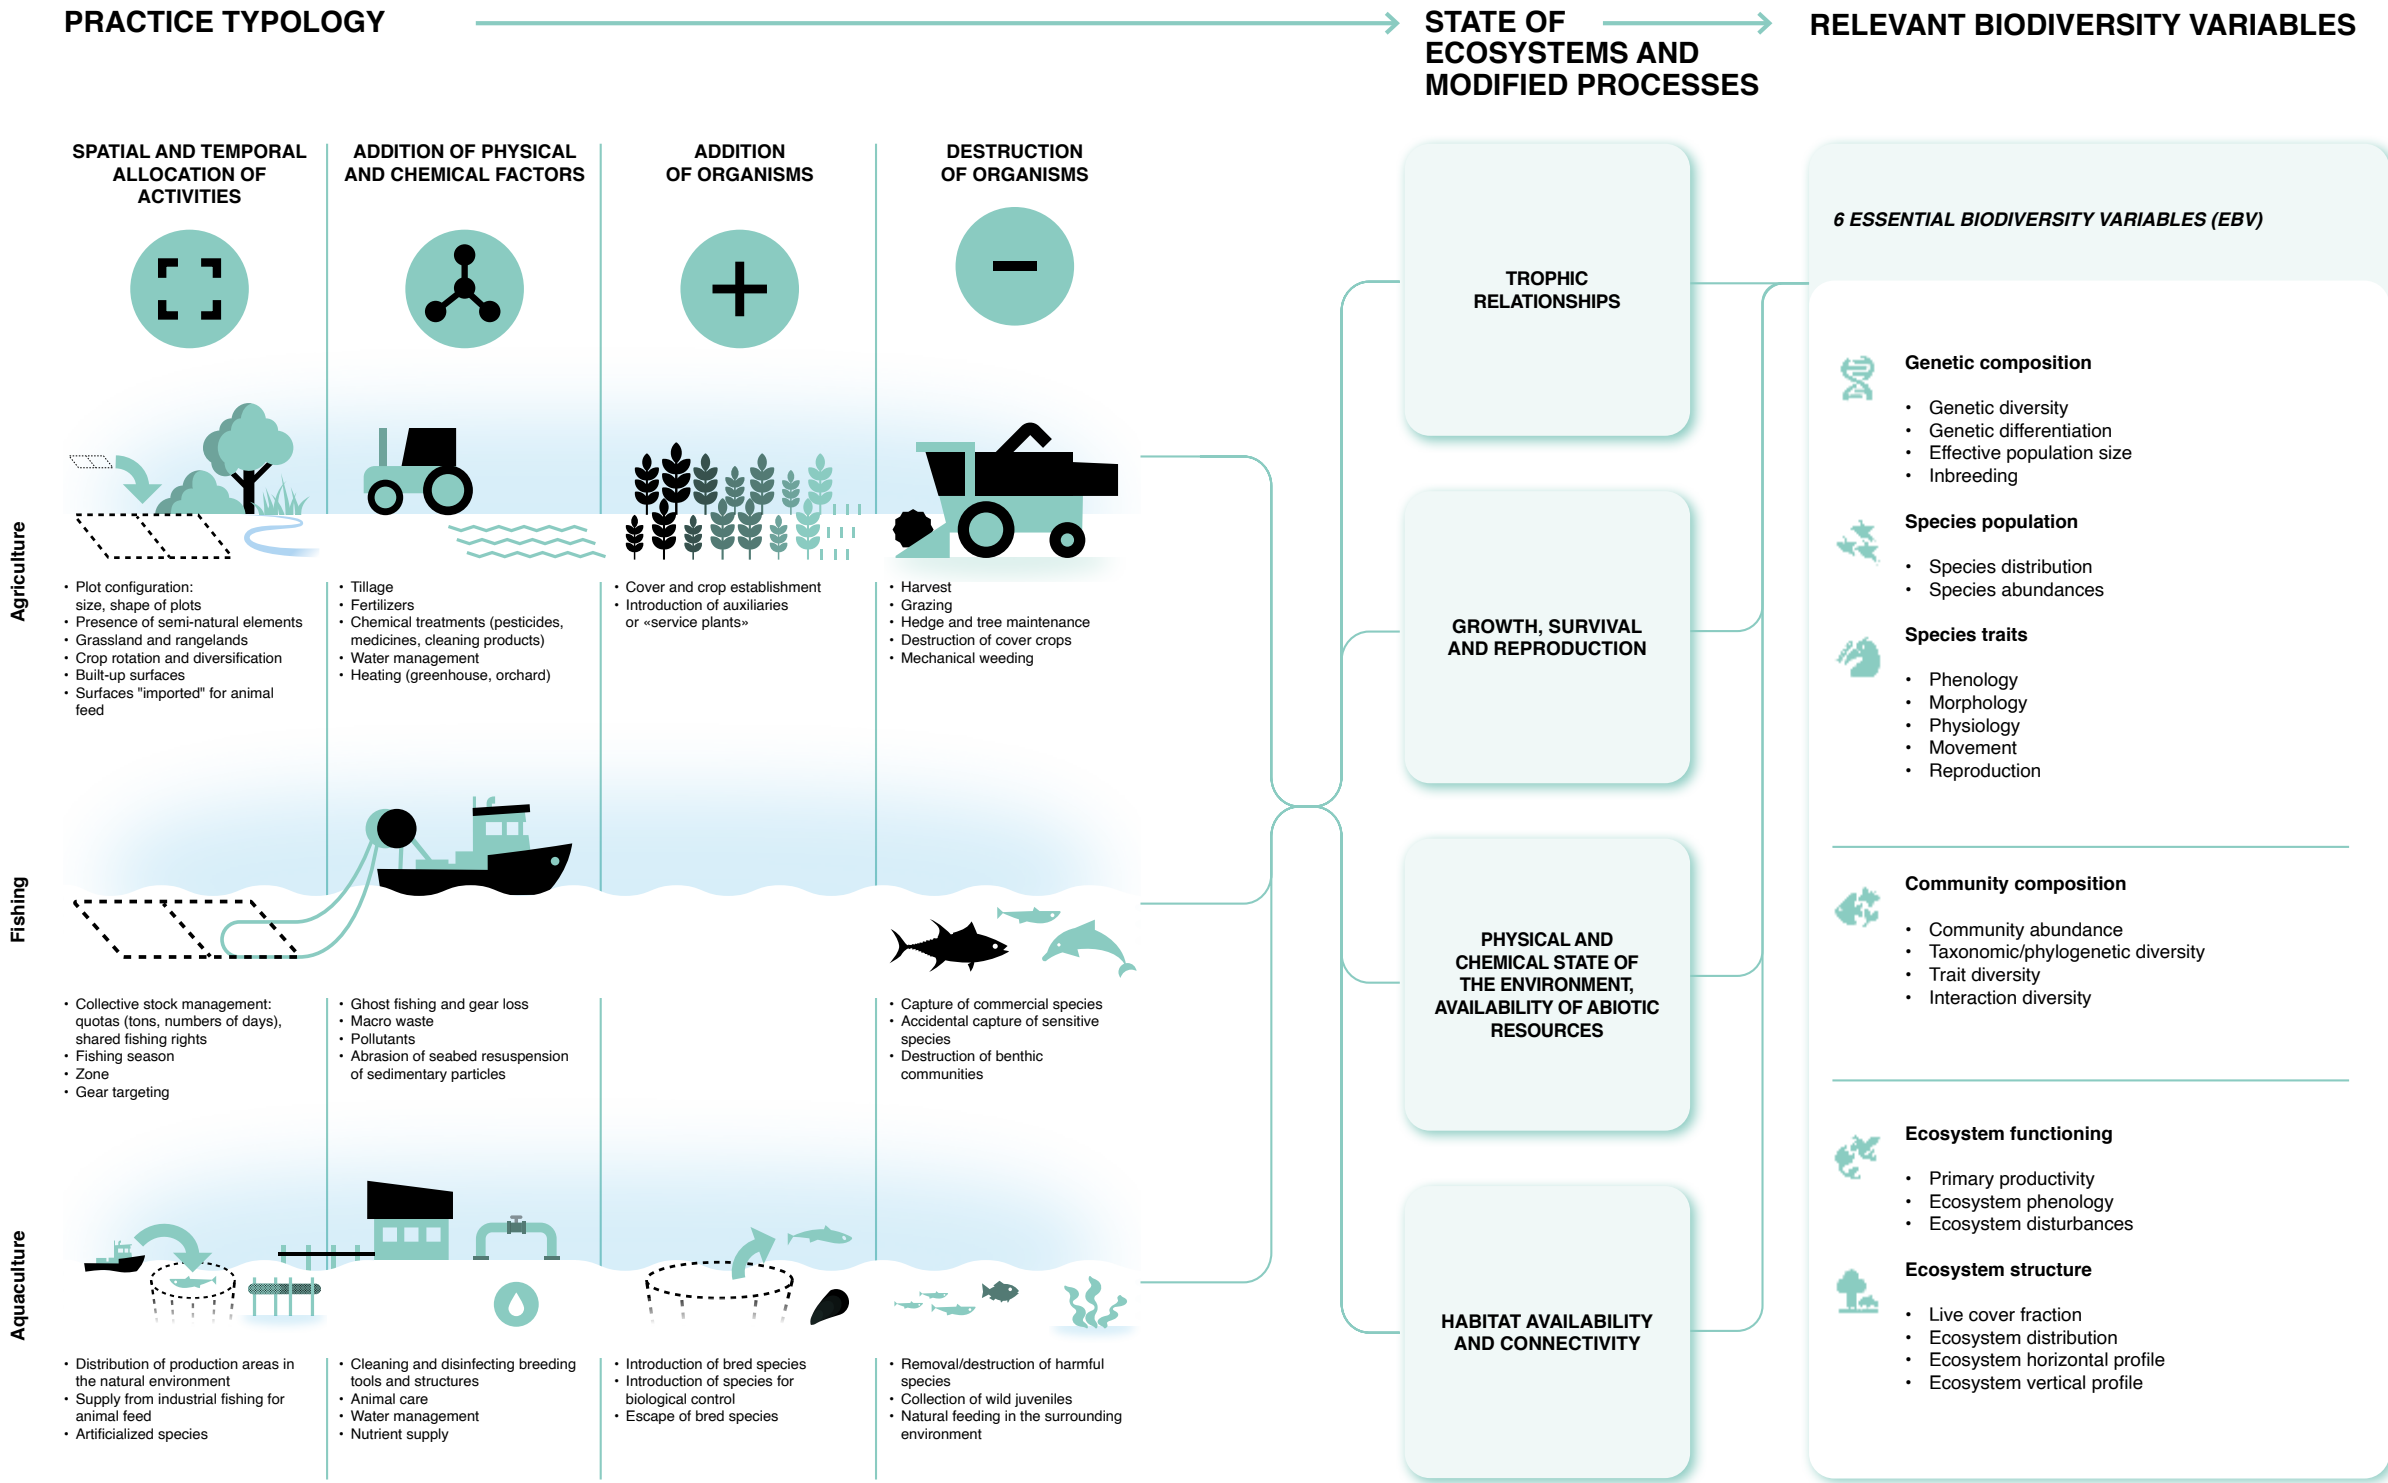 PRACTICE TYPOLOGY
STATE OF
ECOSYSTEMS AND
MODIFIED PROCESSES
RELEVANT BIODIVERSITY VARIABLES
SPATIAL AND TEMPORAL
ALLOCATION OF
ACTIVITIES
ADDITION OF PHYSICAL
AND CHEMICAL FACTORS
ADDITION
OF ORGANISMS
DESTRUCTION
OF ORGANISMS
Agriculture
• Plot configuration:
size, shape of plots
• Presence of semi-natural elements
• Grassland and rangelands
• Crop rotation and diversification
• Built-up surfaces
• Surfaces "imported" for animal
feed
• Tillage
• Fertilizers
• Chemical treatments (pesticides,
medicines, cleaning products)
• Water management
• Heating (greenhouse, orchard)
• Cover and crop establishment
• Introduction of auxiliaries
or «service plants»
• Harvest
• Grazing
• Hedge and tree maintenance
• Destruction of cover crops
• Mechanical weeding
Fishing
• Collective stock management:
quotas (tons, numbers of days),
shared fishing rights
• Fishing season
• Zone
• Gear targeting
• Ghost fishing and gear loss
• Macro waste
• Pollutants
• Abrasion of seabed resuspension
of sedimentary particles
• Capture of commercial species
• Accidental capture of sensitive
species
• Destruction of benthic
communities
Aquaculture
• Distribution of production areas in
the natural environment
• Supply from industrial fishing for
animal feed
• Artificialized species
• Cleaning and disinfecting breeding
tools and structures
• Animal care
• Water management
• Nutrient supply
• Introduction of bred species
• Introduction of species for
biological control
• Escape of bred species
• Removal/destruction of harmful
species
• Collection of wild juveniles
• Natural feeding in the surrounding
environment
TROPHIC
RELATIONSHIPS
GROWTH, SURVIVAL
AND REPRODUCTION
PHYSICAL AND
CHEMICAL STATE OF
THE ENVIRONMENT,
AVAILABILITY OF ABIOTIC
RESOURCES
HABITAT AVAILABILITY
AND CONNECTIVITY
6 ESSENTIAL BIODIVERSITY VARIABLES (EBV)
Genetic composition
• Genetic diversity
• Genetic differentiation
• Effective population size
• Inbreeding
Species population
• Species distribution
• Species abundances
Species traits
• Phenology
• Morphology
• Physiology
• Movement
• Reproduction
Community composition
• Community abundance
• Taxonomic/phylogenetic diversity
• Trait diversity
• Interaction diversity
Ecosystem functioning
• Primary productivity
• Ecosystem phenology
• Ecosystem disturbances
Ecosystem structure
• Live cover fraction
• Ecosystem distribution
• Ecosystem horizontal profile
• Ecosystem vertical profile